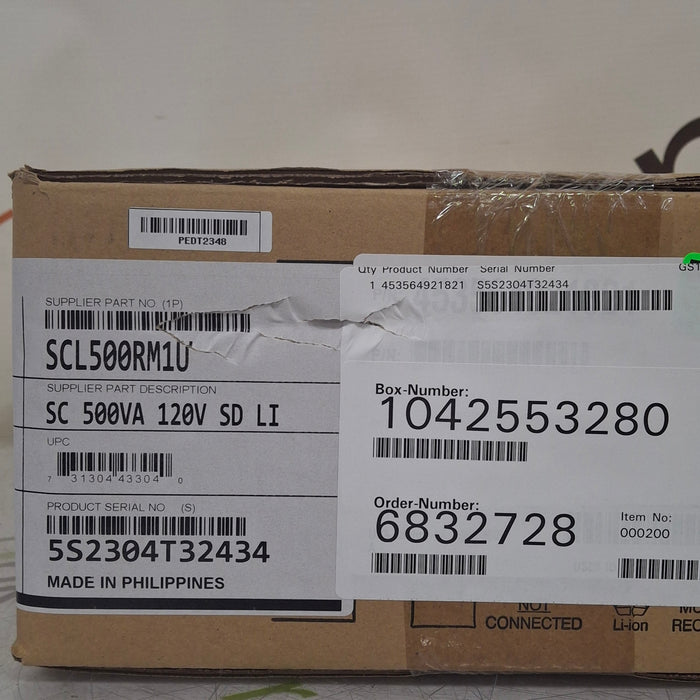 PEDT2348
SUPPLIER PART NO. (1P)
SCL500RM1U
SUPPLIER PART DESCRIPTION
SC 500VA 120V SD LI
UPC
7 31304 43304 0
PRODUCT SERIAL NO (S)
5S2304T32434
MADE IN PHILIPPINES
Qty Product Number Serial Number
1 453564921821 S5S2304T32434
Box-Number:
1042553280
Order-Number:
6832728
Item No:
000200
NOT
CONNECTED
Li-ion